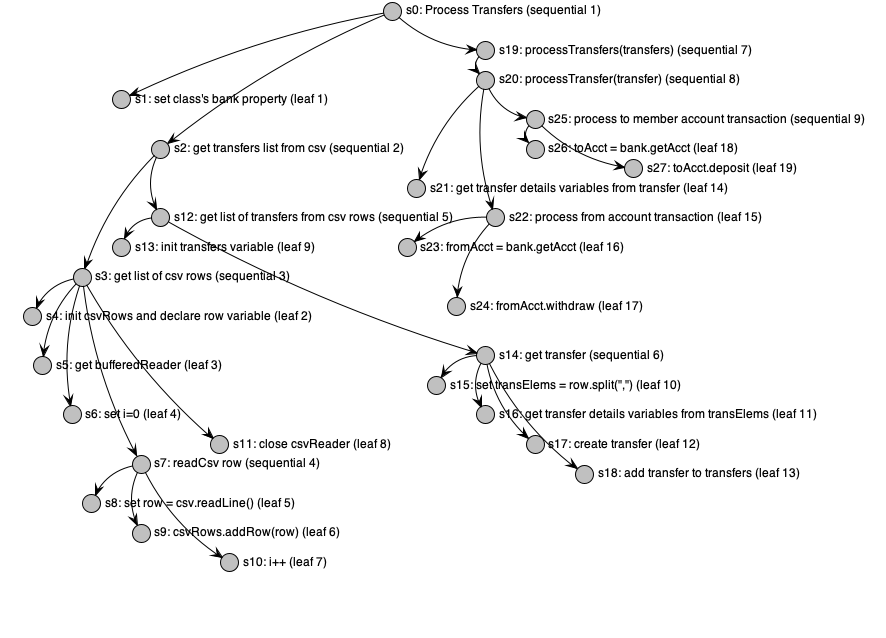 s0: Process Transfers (sequential 1)
s19: processTransfers(transfers) (sequential 7)
s20: processTransfer(transfer) (sequential 8)
s1: set class's bank property (leaf 1)
s25: process to member account transaction (sequential 9)
s2: get transfers list from csv (sequential 2)
s26: toAcct = bank.getAcct (leaf 18)
s27: toAcct.deposit (leaf 19)
s21: get transfer details variables from transfer (leaf 14)
s12: get list of transfers from csv rows (sequential 5)
s22: process from account transaction (leaf 15)
s13: init transfers variable (leaf 9)
s23: fromAcct = bank.getAcct (leaf 16)
s3: get list of csv rows (sequential 3)
s24: fromAcct.withdraw (leaf 17)
s4: init csvRows and declare row variable (leaf 2)
s14: get transfer (sequential 6)
s5: get bufferedReader (leaf 3)
s15: set transElems = row.split(",") (leaf 10)
s6: set i=0 (leaf 4)
s16: get transfer details variables from transElems (leaf 11)
s11: close csvReader (leaf 8)
s17: create transfer (leaf 12)
s7: readCsv row (sequential 4)
s18: add transfer to transfers (leaf 13)
s8: set row = csv.readLine() (leaf 5)
s9: csvRows.addRow(row) (leaf 6)
s10: i++ (leaf 7)